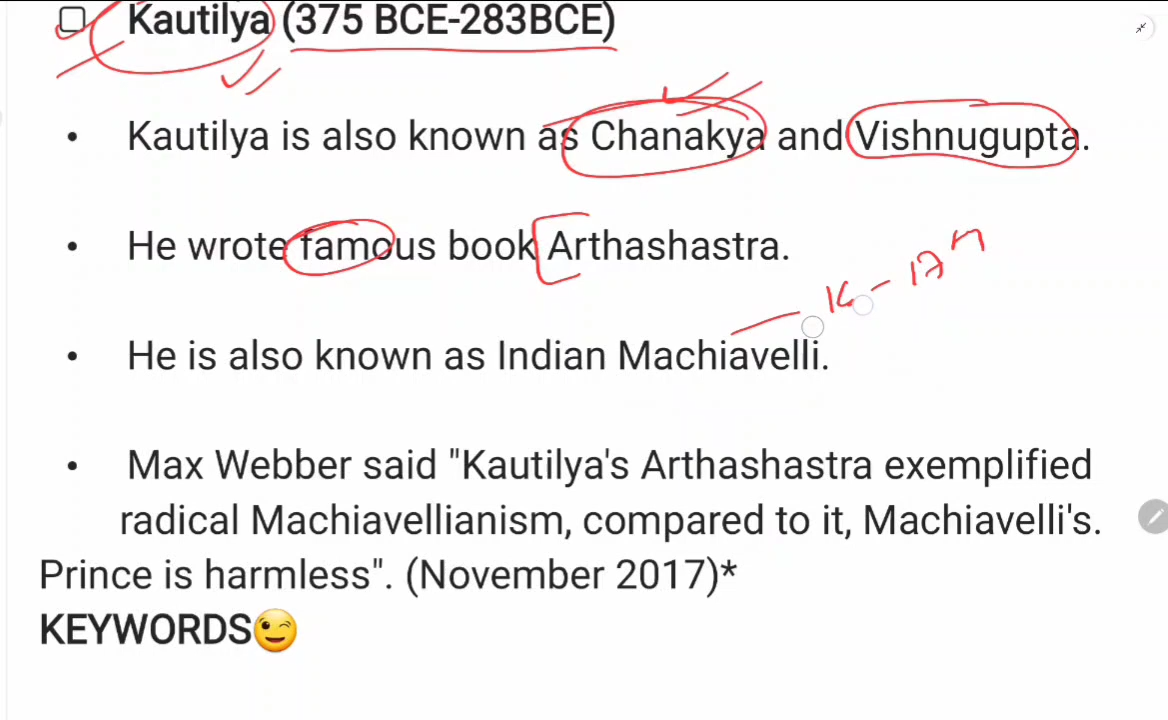 Kautilya (375 BCE-283BCE)
• Kautilya is also known as Chanakya and Vishnugupta.
• He wrote famous book Arthashastra.
16 - 17
• He is also known as Indian Machiavelli.
• Max Webber said "Kautilya's Arthashastra exemplified
radical Machiavellianism, compared to it, Machiavelli's.
Prince is harmless". (November 2017)*
KEYWORDS😉